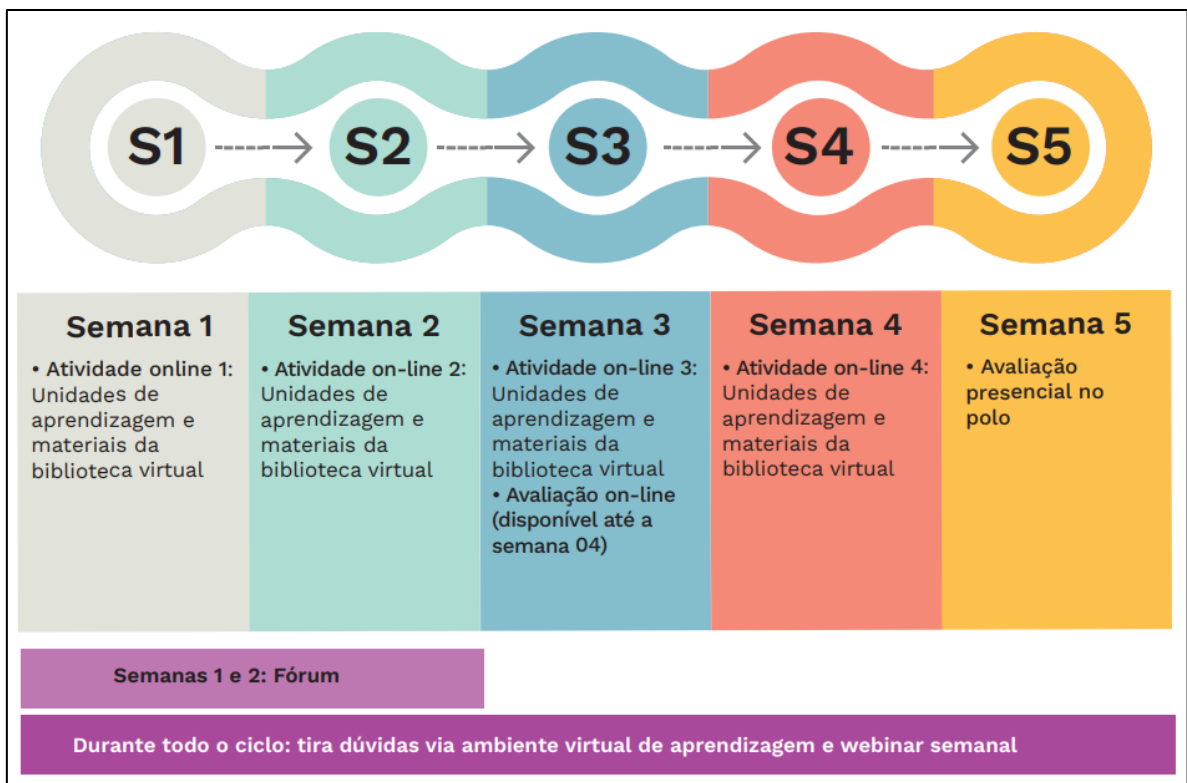 S1
S2
S3
S4
S5
Semana 1
• Atividade online 1:
Unidades de
aprendizagem e
materiais da
biblioteca virtual
Semana 2
• Atividade on-line 2:
Unidades de
aprendizagem e
materiais da
biblioteca virtual
Semana 3
• Atividade on-line 3:
Unidades de
aprendizagem e
materiais da
biblioteca virtual
• Avaliação on-line
(disponível até a
semana 04)
Semana 4
• Atividade on-line 4:
Unidades de
aprendizagem e
materiais da
biblioteca virtual
Semana 5
• Avaliação
presencial no
polo
Semanas 1 e 2: Fórum
Durante todo o ciclo: tira dúvidas via ambiente virtual de aprendizagem e webinar semanal